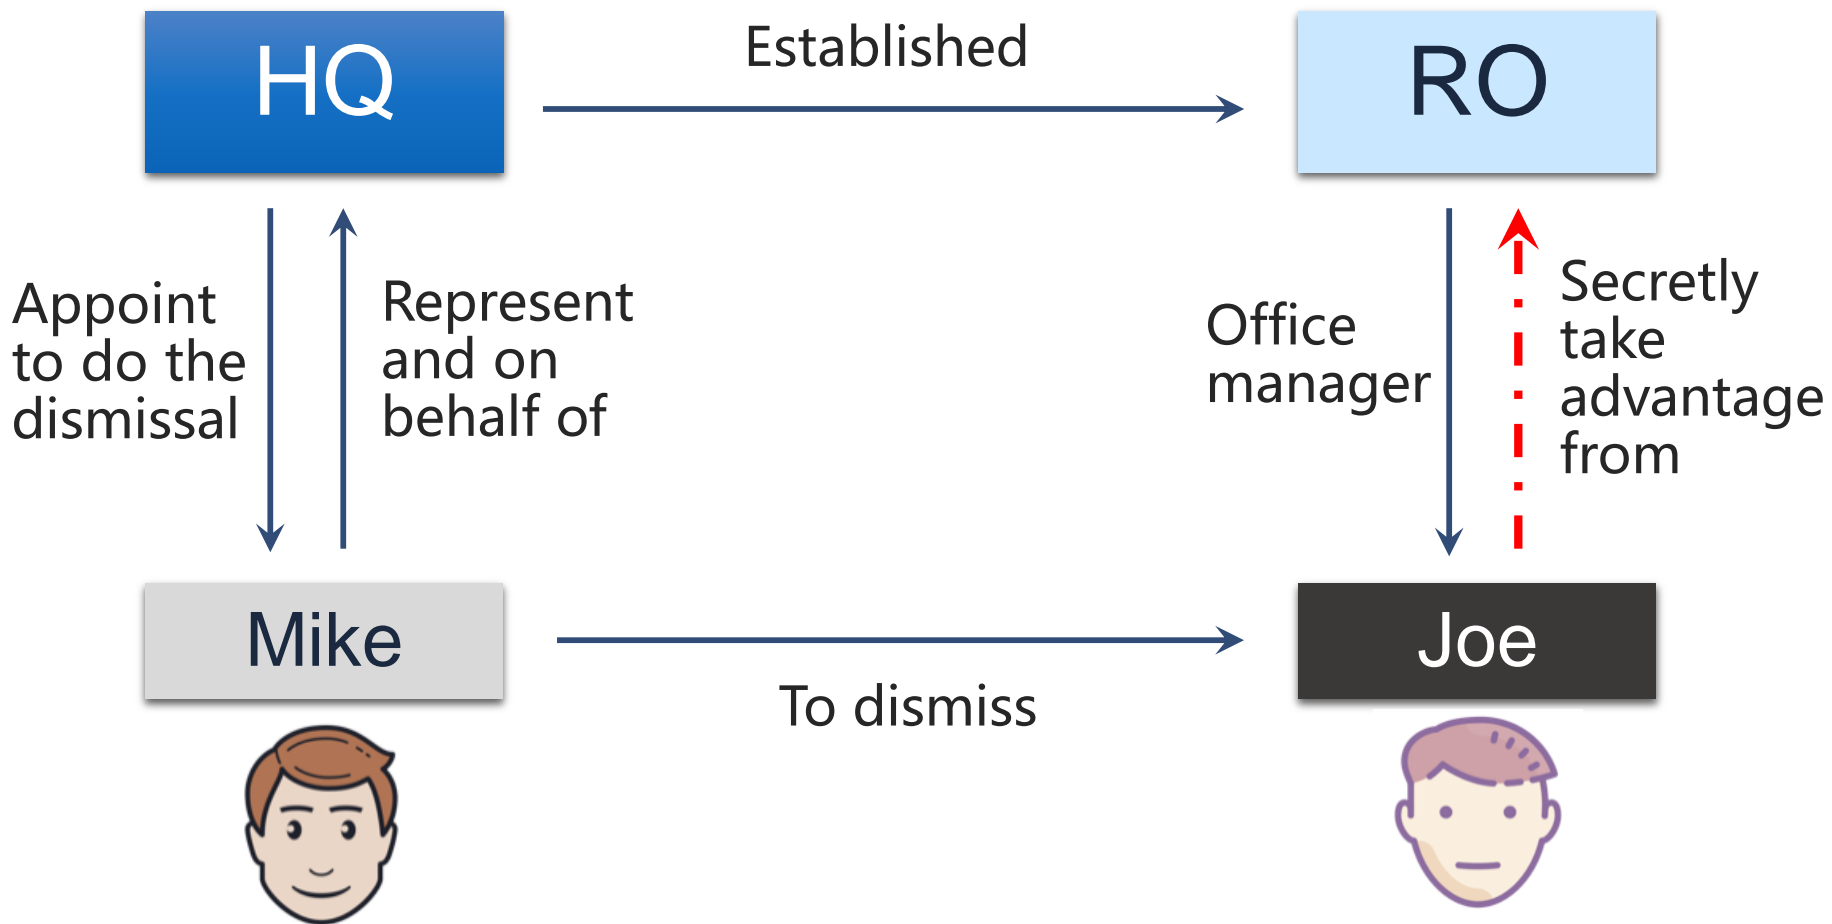 HQ
Established
RO
Appoint
to do the
dismissal
Represent
and on
behalf of
Office
manager
Secretly
take
advantage
from
Mike
To dismiss
Joe